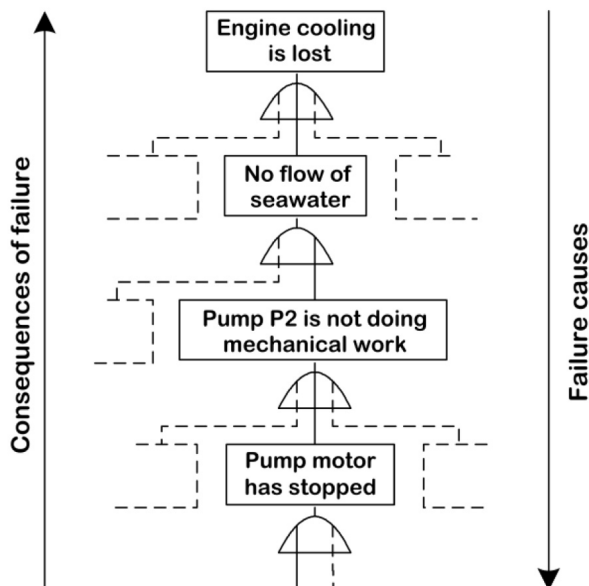 Engine cooling
is lost
No flow of
seawater
Pump P2 is not doing
mechanical work
Pump motor
has stopped
Consequences of failure
Failure causes